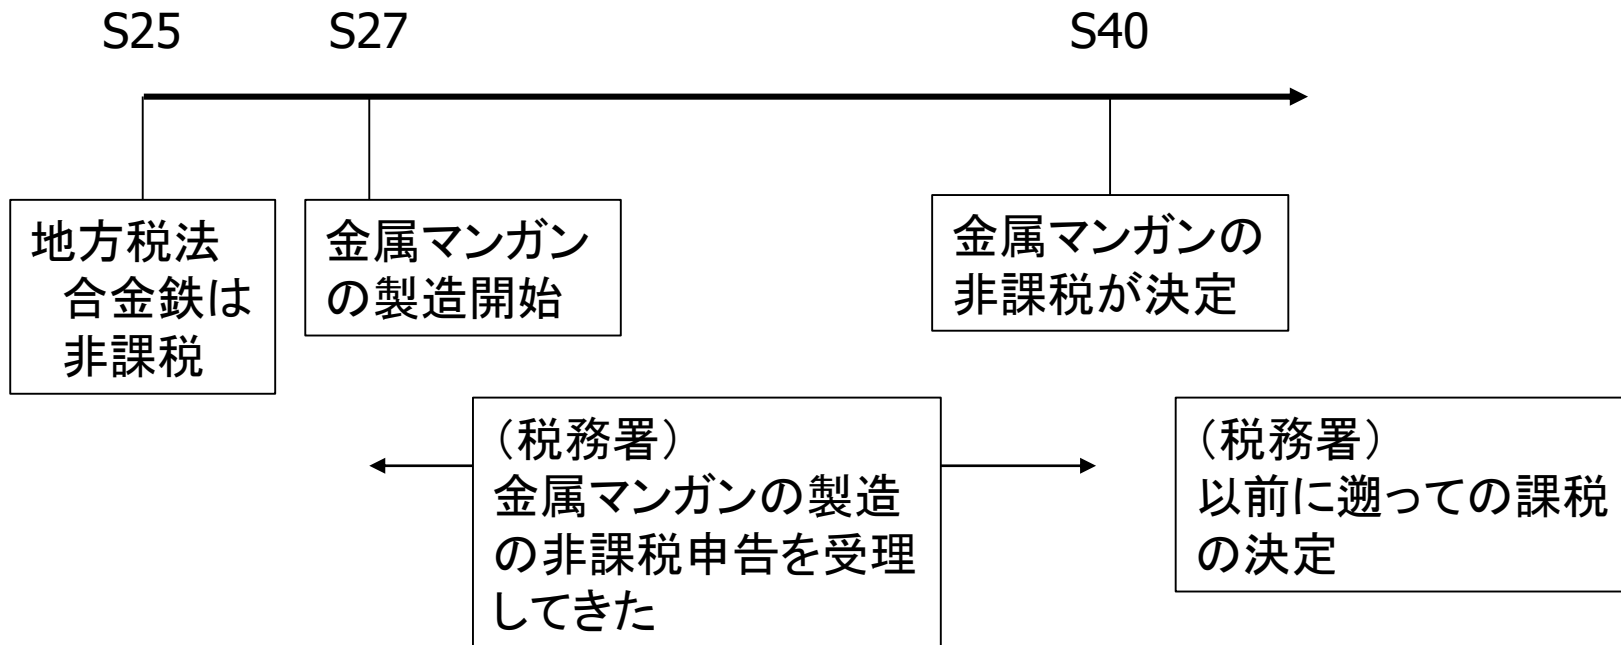 S25
S27
S40
地方税法
合金鉄は
非課税
金属マンガン
の製造開始
金属マンガンの
非課税が決定
（税務署）
金属マンガンの製造
の非課税申告を受理
してきた
（税務署）
以前に遡っての課税
の決定